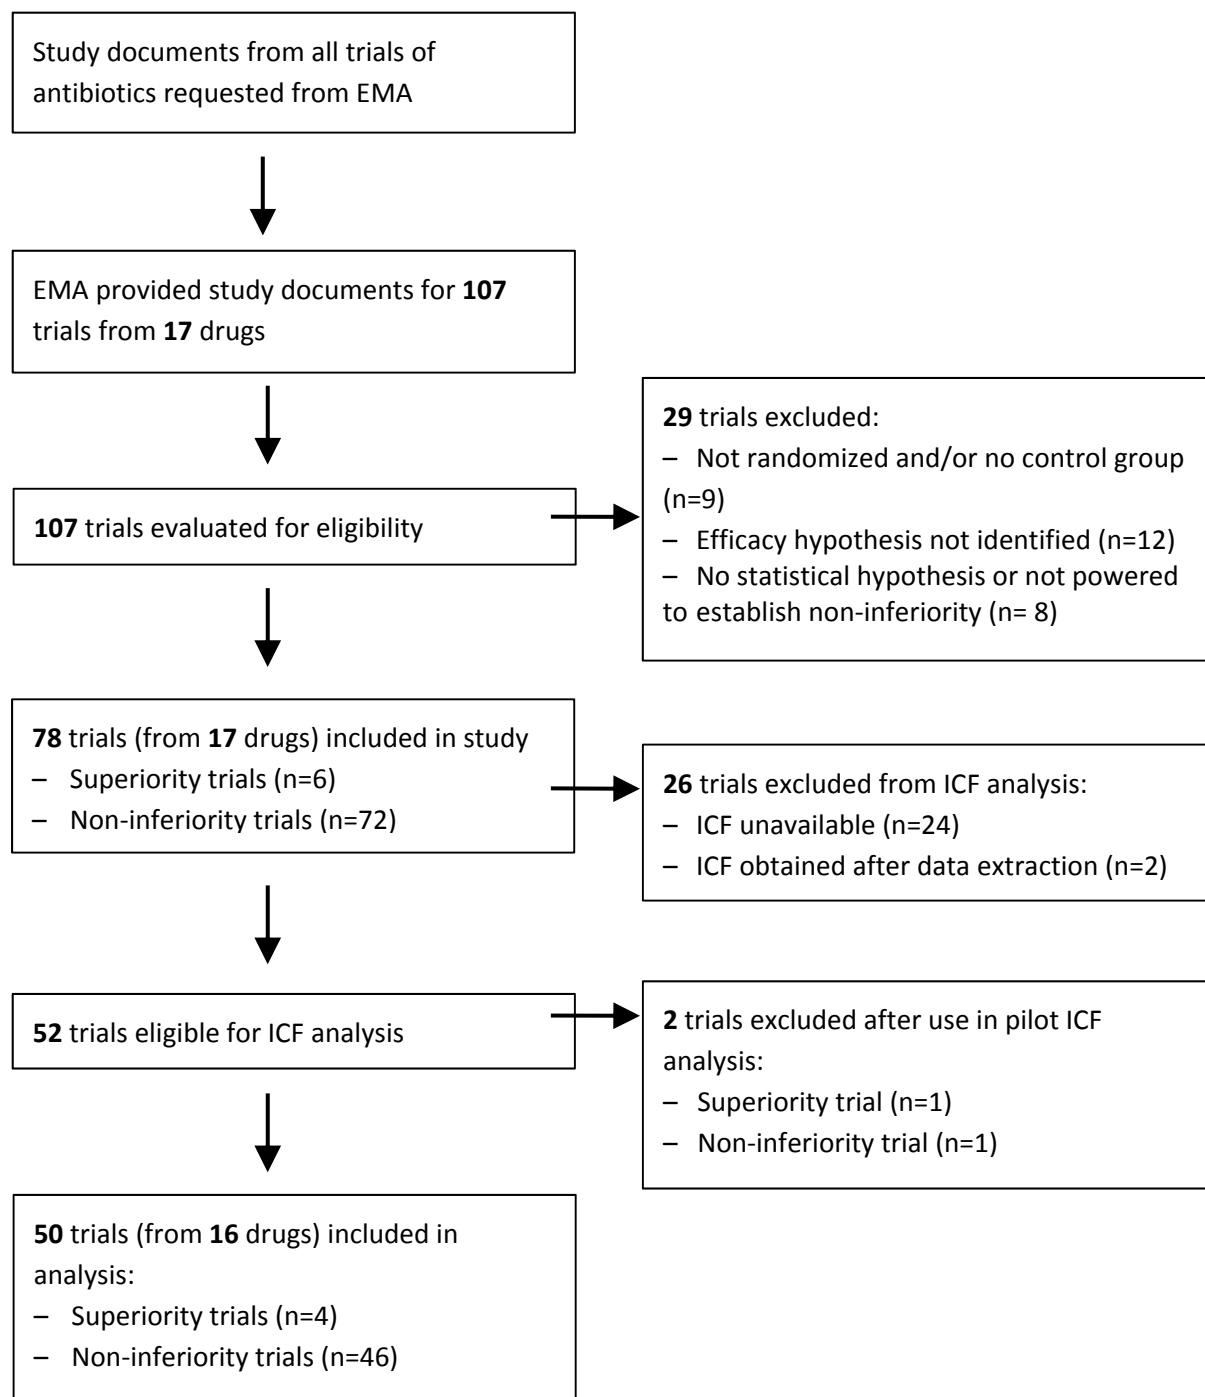 Study documents from all trials of
antibiotics requested from EMA
EMA provided study documents for 107
trials from 17 drugs
107 trials evaluated for eligibility
29 trials excluded:
– Not randomized and/or no control group
(n=9)
– Efficacy hypothesis not identified (n=12)
– No statistical hypothesis or not powered
to establish non-inferiority (n= 8)
78 trials (from 17 drugs) included in study
– Superiority trials (n=6)
– Non-inferiority trials (n=72)
26 trials excluded from ICF analysis:
– ICF unavailable (n=24)
– ICF obtained after data extraction (n=2)
52 trials eligible for ICF analysis
2 trials excluded after use in pilot ICF
analysis:
– Superiority trial (n=1)
– Non-inferiority trial (n=1)
50 trials (from 16 drugs) included in
analysis:
– Superiority trials (n=4)
– Non-inferiority trials (n=46)